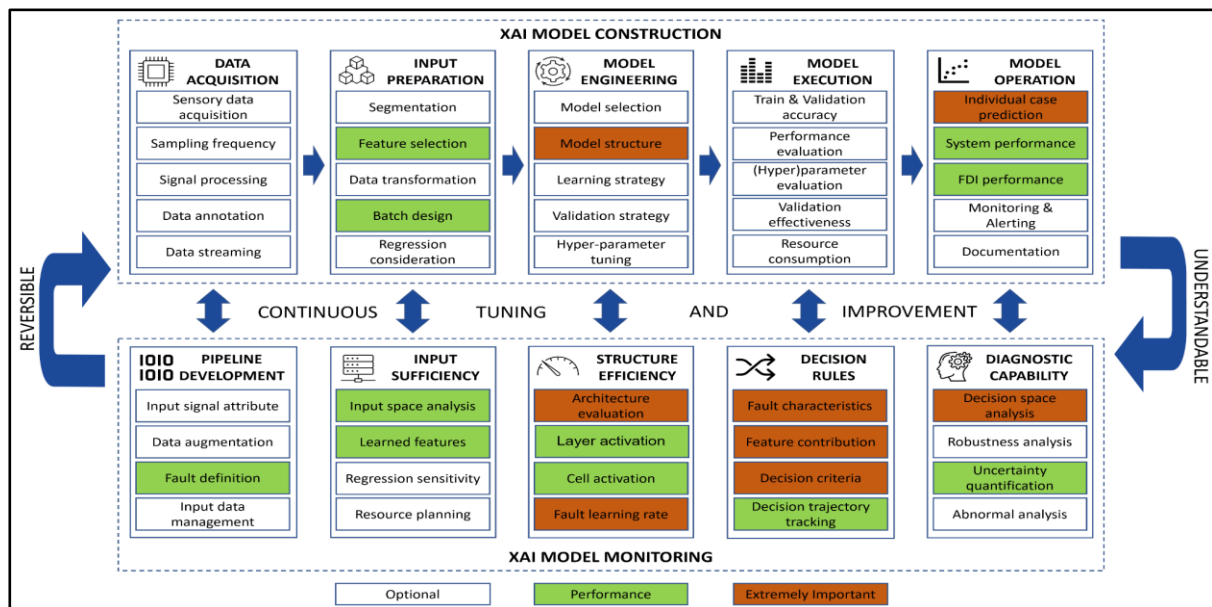 XAI MODEL CONSTRUCTION
DATA
ACQUISITION
Sensory data
acquisition
Sampling frequency
Signal processing
Data annotation
Data streaming
INPUT
PREPARATION
Segmentation
Feature selection
Data transformation
Batch design
Regression
consideration
MODEL
ENGINEERING
Model selection
Model structure
Learning strategy
Validation strategy
Hyper-parameter
tuning
MODEL
EXECUTION
Train & Validation
accuracy
Performance
evaluation
(Hyper)parameter
evaluation
Validation
effectiveness
Resource
consumption
MODEL
OPERATION
Individual case
prediction
System performance
FDI performance
Monitoring &
Alerting
Documentation
REVERSIBLE
CONTINUOUS TUNING AND IMPROVEMENT
UNDERSTANDABLE
IOIO
IOIO
PIPELINE
DEVELOPMENT
Input signal attribute
Data augmentation
Fault definition
Input data
management
INPUT
SUFFICIENCY
Input space analysis
Learned features
Regression sensitivity
Resource planning
STRUCTURE
EFFICIENCY
Architecture
evaluation
Layer activation
Cell activation
Fault learning rate
DECISION
RULES
Fault characteristics
Feature contribution
Decision criteria
Decision trajectory
tracking
DIAGNOSTIC
CAPABILITY
Decision space
analysis
Robustness analysis
Uncertainty
quantification
Abnormal analysis
XAI MODEL MONITORING
Optional
Performance
Extremely Important